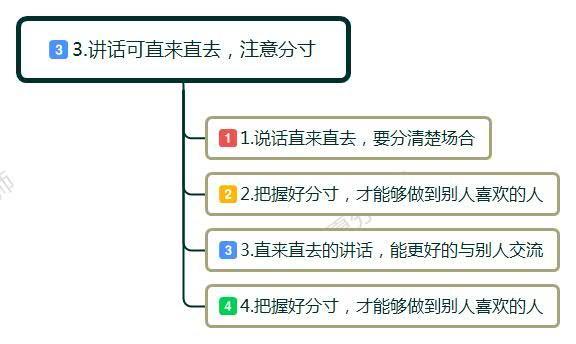 3 3.讲话可直来直去，注意分寸
1 1.说话直来直去，要分清楚场合
2 2.把握好分寸，才能够做到别人喜欢的人
3 3.直来直去的讲话，能更好的与别人交流
4 4.把握好分寸，才能够做到别人喜欢的人
师